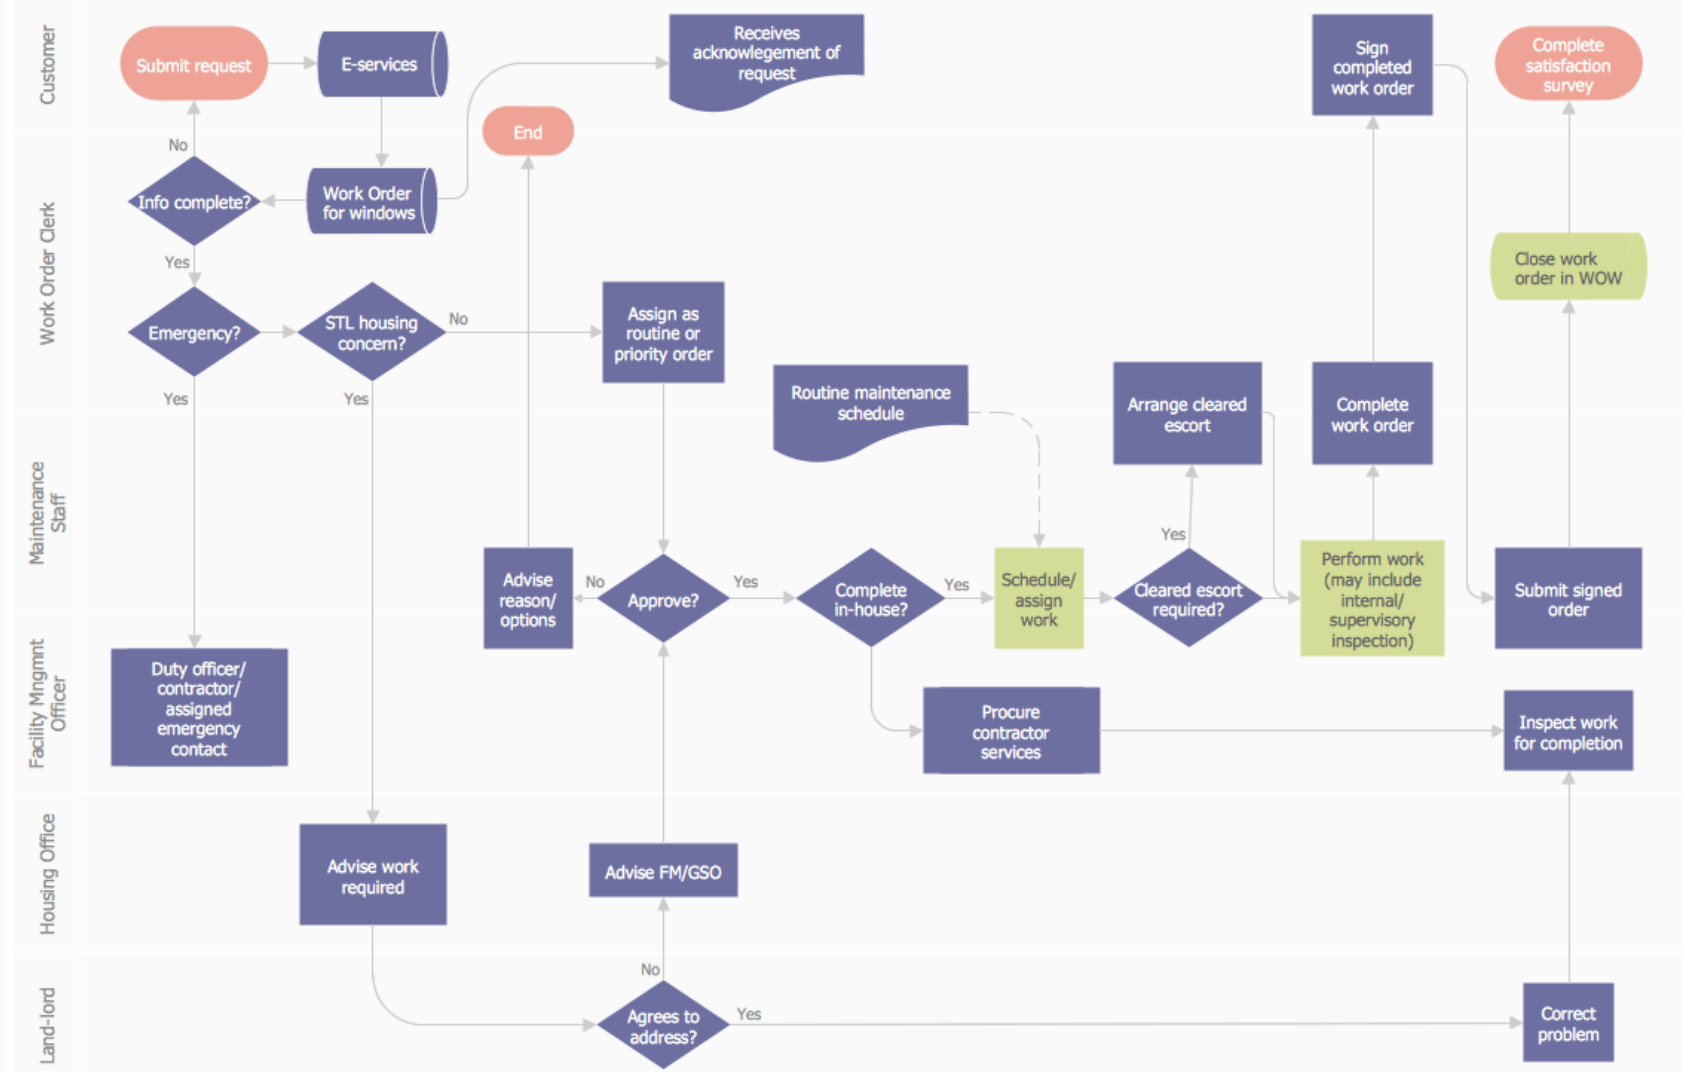 Customer
Submit request
E-services
Receives
acknowlegement of
request
Sign
completed
work order
Complete
satisfaction
survey
End
Work Order Clerk
No
Info complete?
Work Order
for windows
Yes
Close work
order in WOW
Emergency?
STL housing
concern?
No
Assign as
routine or
priority order
Yes
Yes
Routine maintenance
schedule
Arrange cleared
escort
Complete
work order
Maintenance
Staff
Advise
reason/
options
No
Approve?
Yes
Complete
in-house?
Yes
Schedule/
assign
work
Yes
Cleared escort
required?
Perform work
(may include
internal/
supervisory
inspection)
Submit signed
order
Facility Mngmnt
Officer
Duty officer/
contractor/
assigned
emergency
contact
Procure
contractor
services
Inspect work
for completion
Housing Office
Advise work
required
Advise FM/GSO
Land-lord
No
Agrees to
address?
Yes
Correct
problem